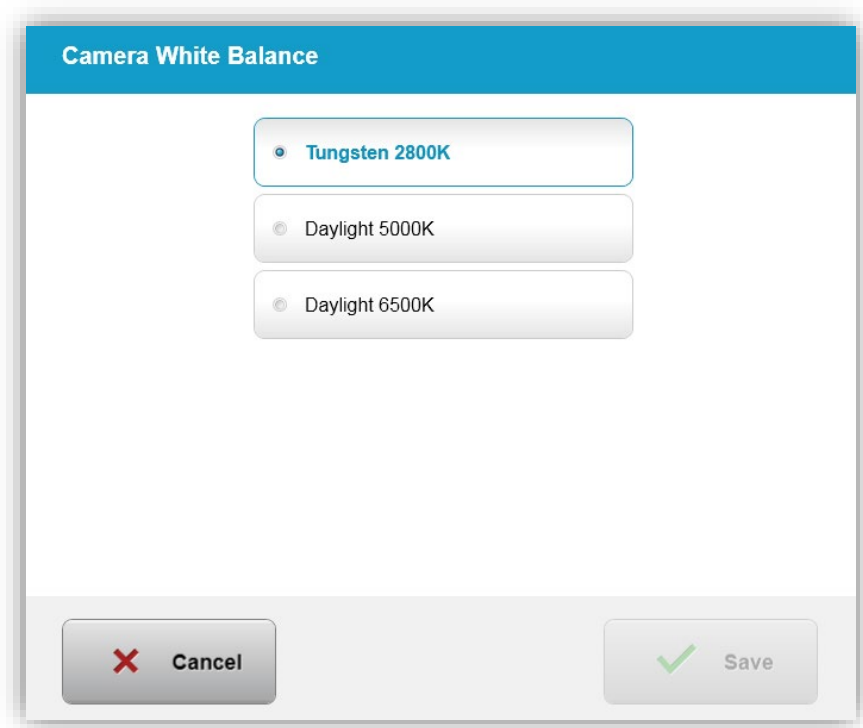 Camera White Balance
Tungsten 2800K
Daylight 5000K
Daylight 6500K
Cancel
Save